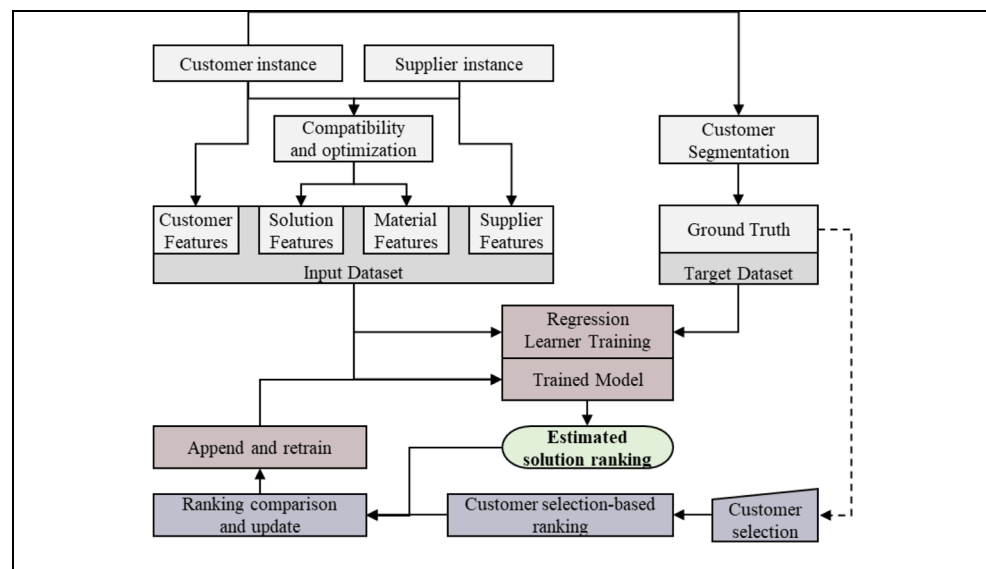 Customer instance
Supplier instance
Compatibility
and optimization
Customer
Segmentation
Customer
Features
Solution
Features
Material
Features
Supplier
Features
Input Dataset
Ground Truth
Target Dataset
Regression
Learner Training
Trained Model
Estimated
solution ranking
Append and retrain
Ranking comparison
and update
Customer selection-based
ranking
Customer
selection